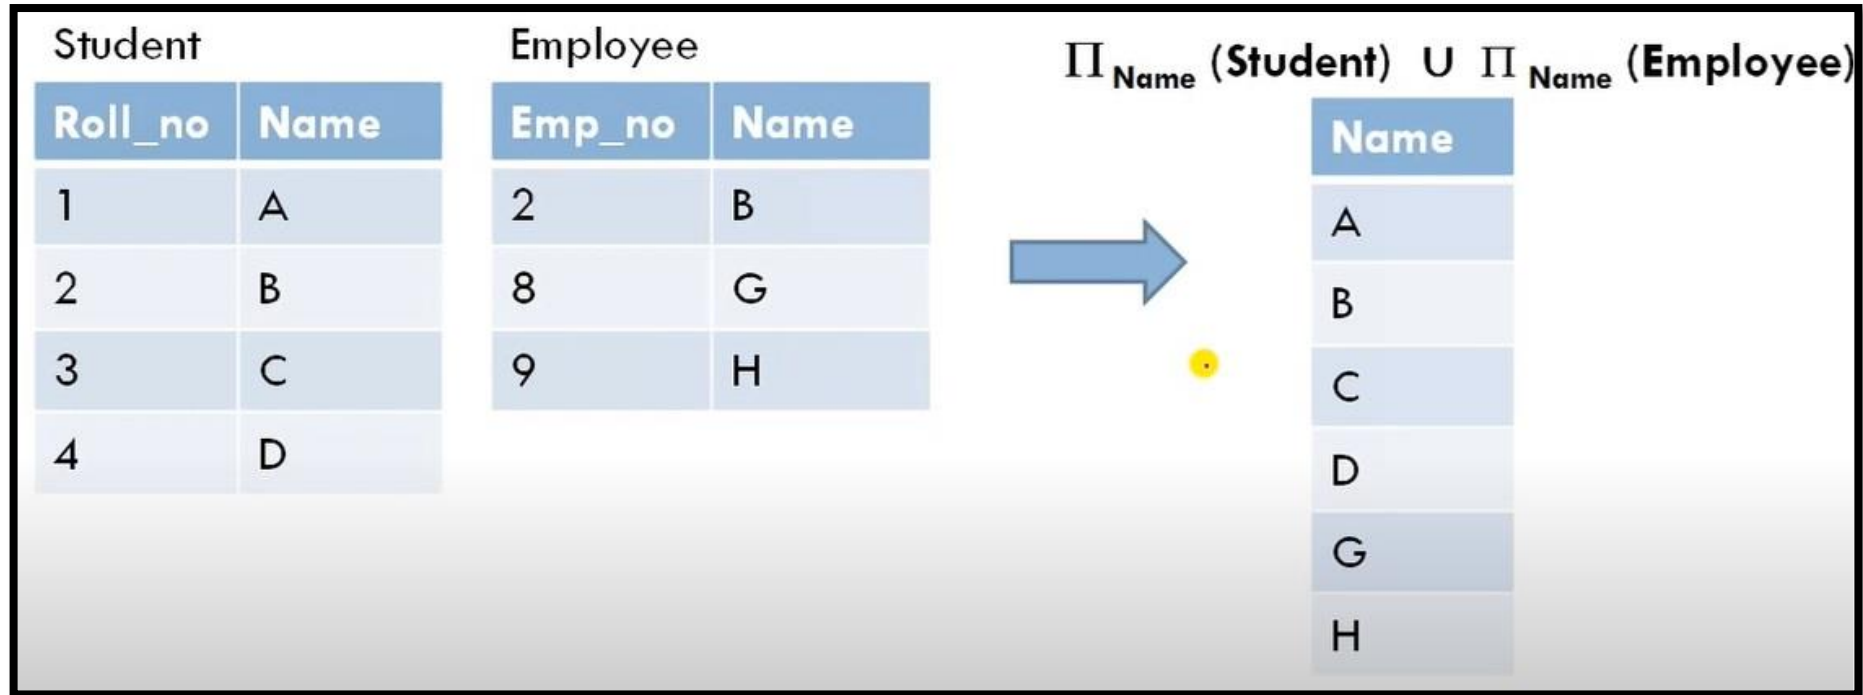 Student
Roll_no Name
1 A
2 B
3 C
4 D
Employee
Emp_no Name
2 B
8 G
9 H
Π Name (Student) ∪ Π Name (Employee)
Name
A
B
C
D
G
H